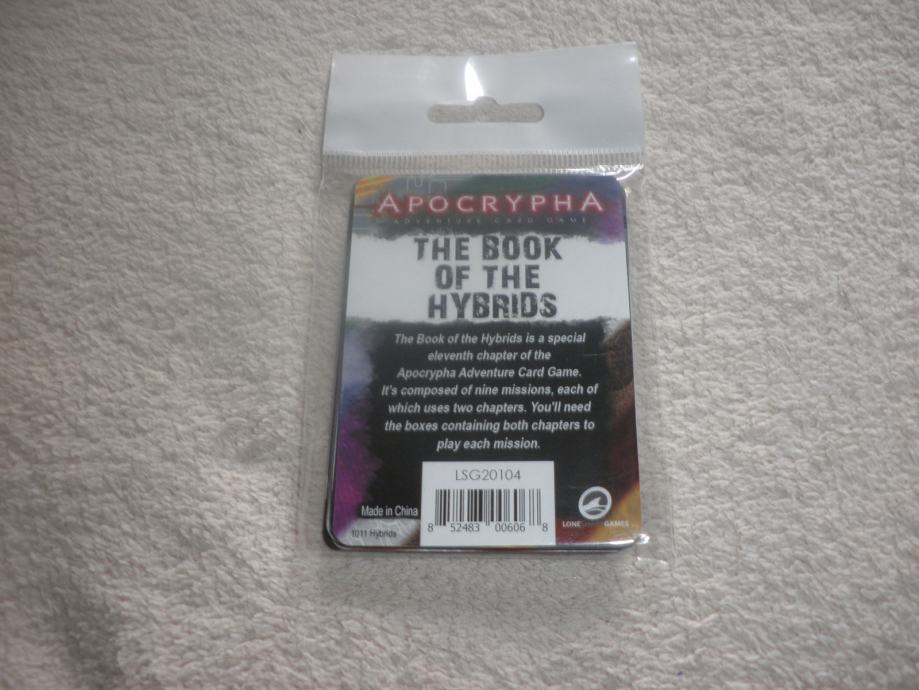 APOCRYPHA
ADVENTURE CARD GAME
THE BOOK
OF THE
HYBRIDS
The Book of the Hybrids is a special
eleventh chapter of the
Apocrypha Adventure Card Game.
It's composed of nine missions, each of
which uses two chapters. You'll need
the boxes containing both chapters to
play each mission.
LSG20104
Made in China
8 52483 00606 8
LONE SHARK GAMES
1011 Hybrids